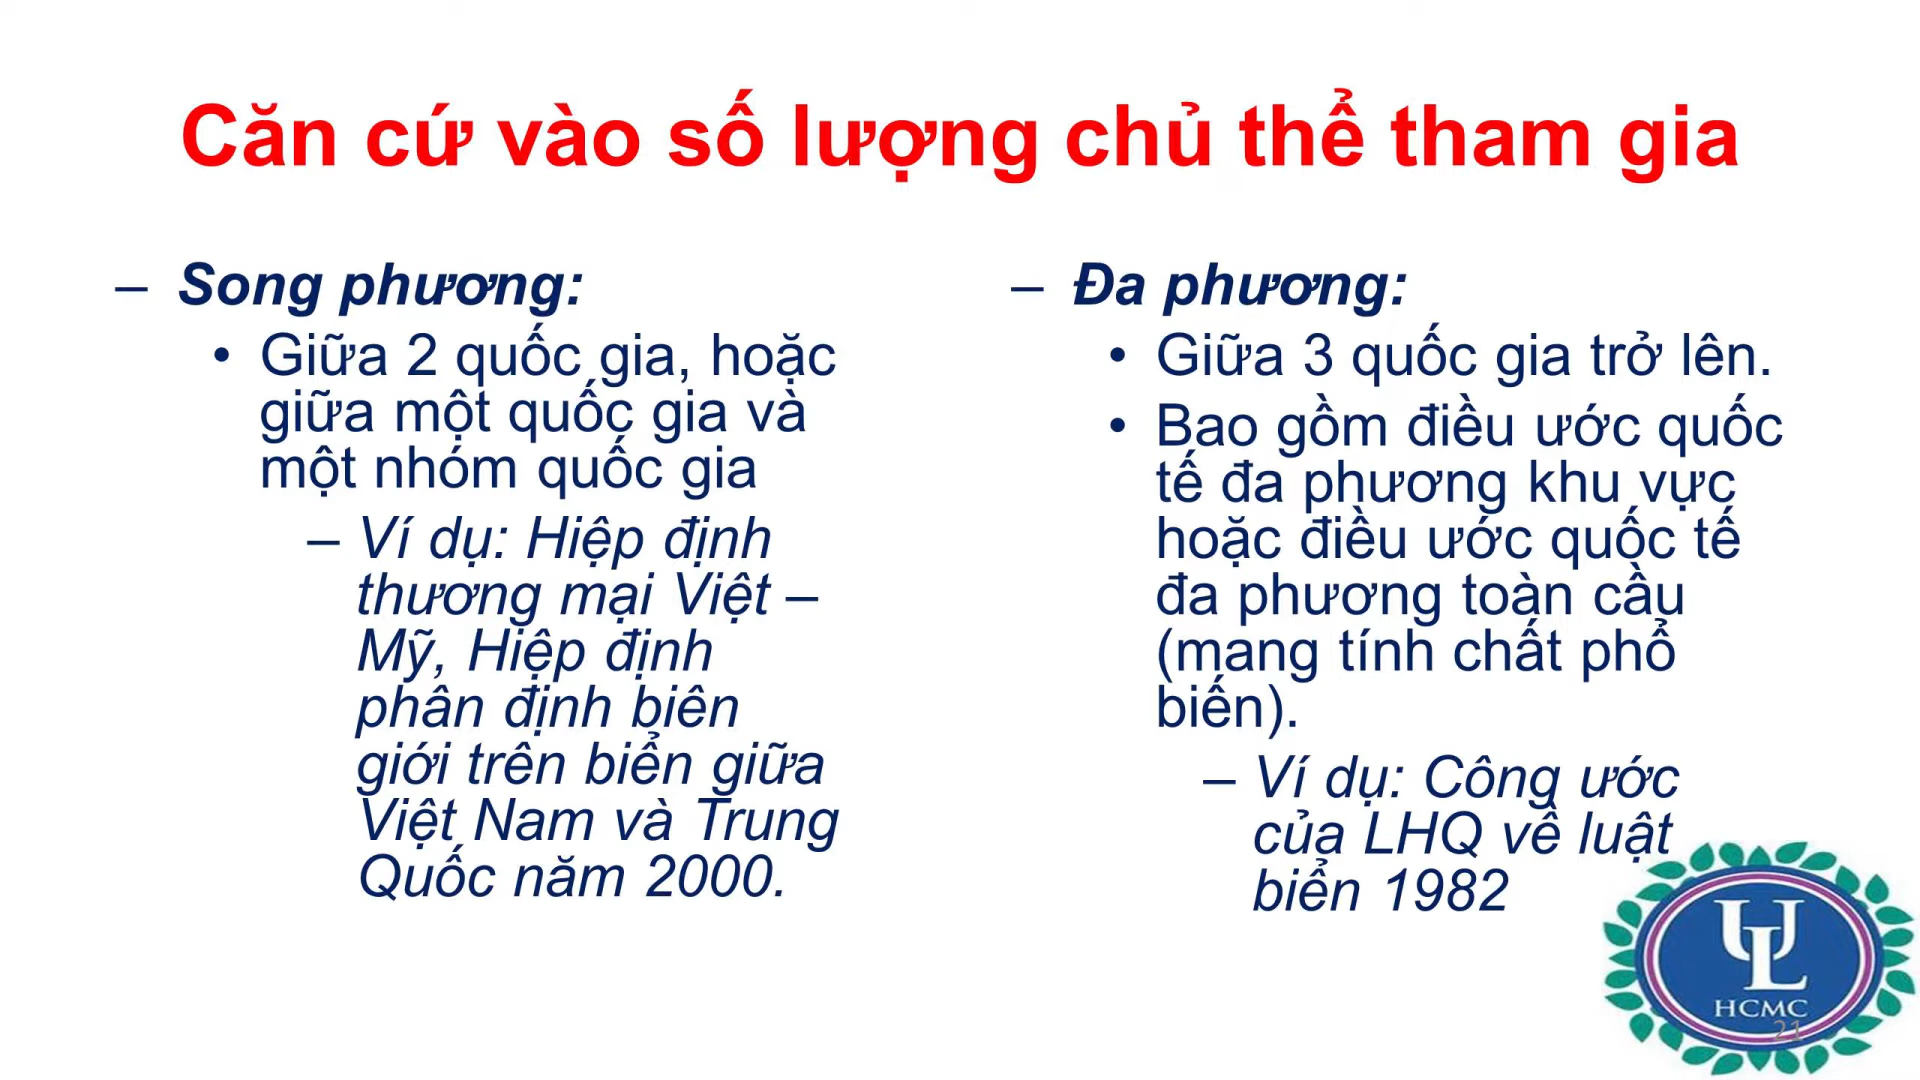 Căn cứ vào số lượng chủ thể tham gia
– Song phương:
• Giữa 2 quốc gia, hoặc
giữa một quốc gia và
một nhóm quốc gia
– Ví dụ: Hiệp định
thương mại Việt –
Mỹ, Hiệp định
phân định biên
giới trên biển giữa
Việt Nam và Trung
Quốc năm 2000.
– Đa phương:
• Giữa 3 quốc gia trở lên.
• Bao gồm điều ước quốc
tế đa phương khu vực
hoặc điều ước quốc tế
đa phương toàn cầu
(mang tính chất phổ
biến).
– Ví dụ: Công ước
của LHQ về luật
biển 1982
UL
HCMC
21